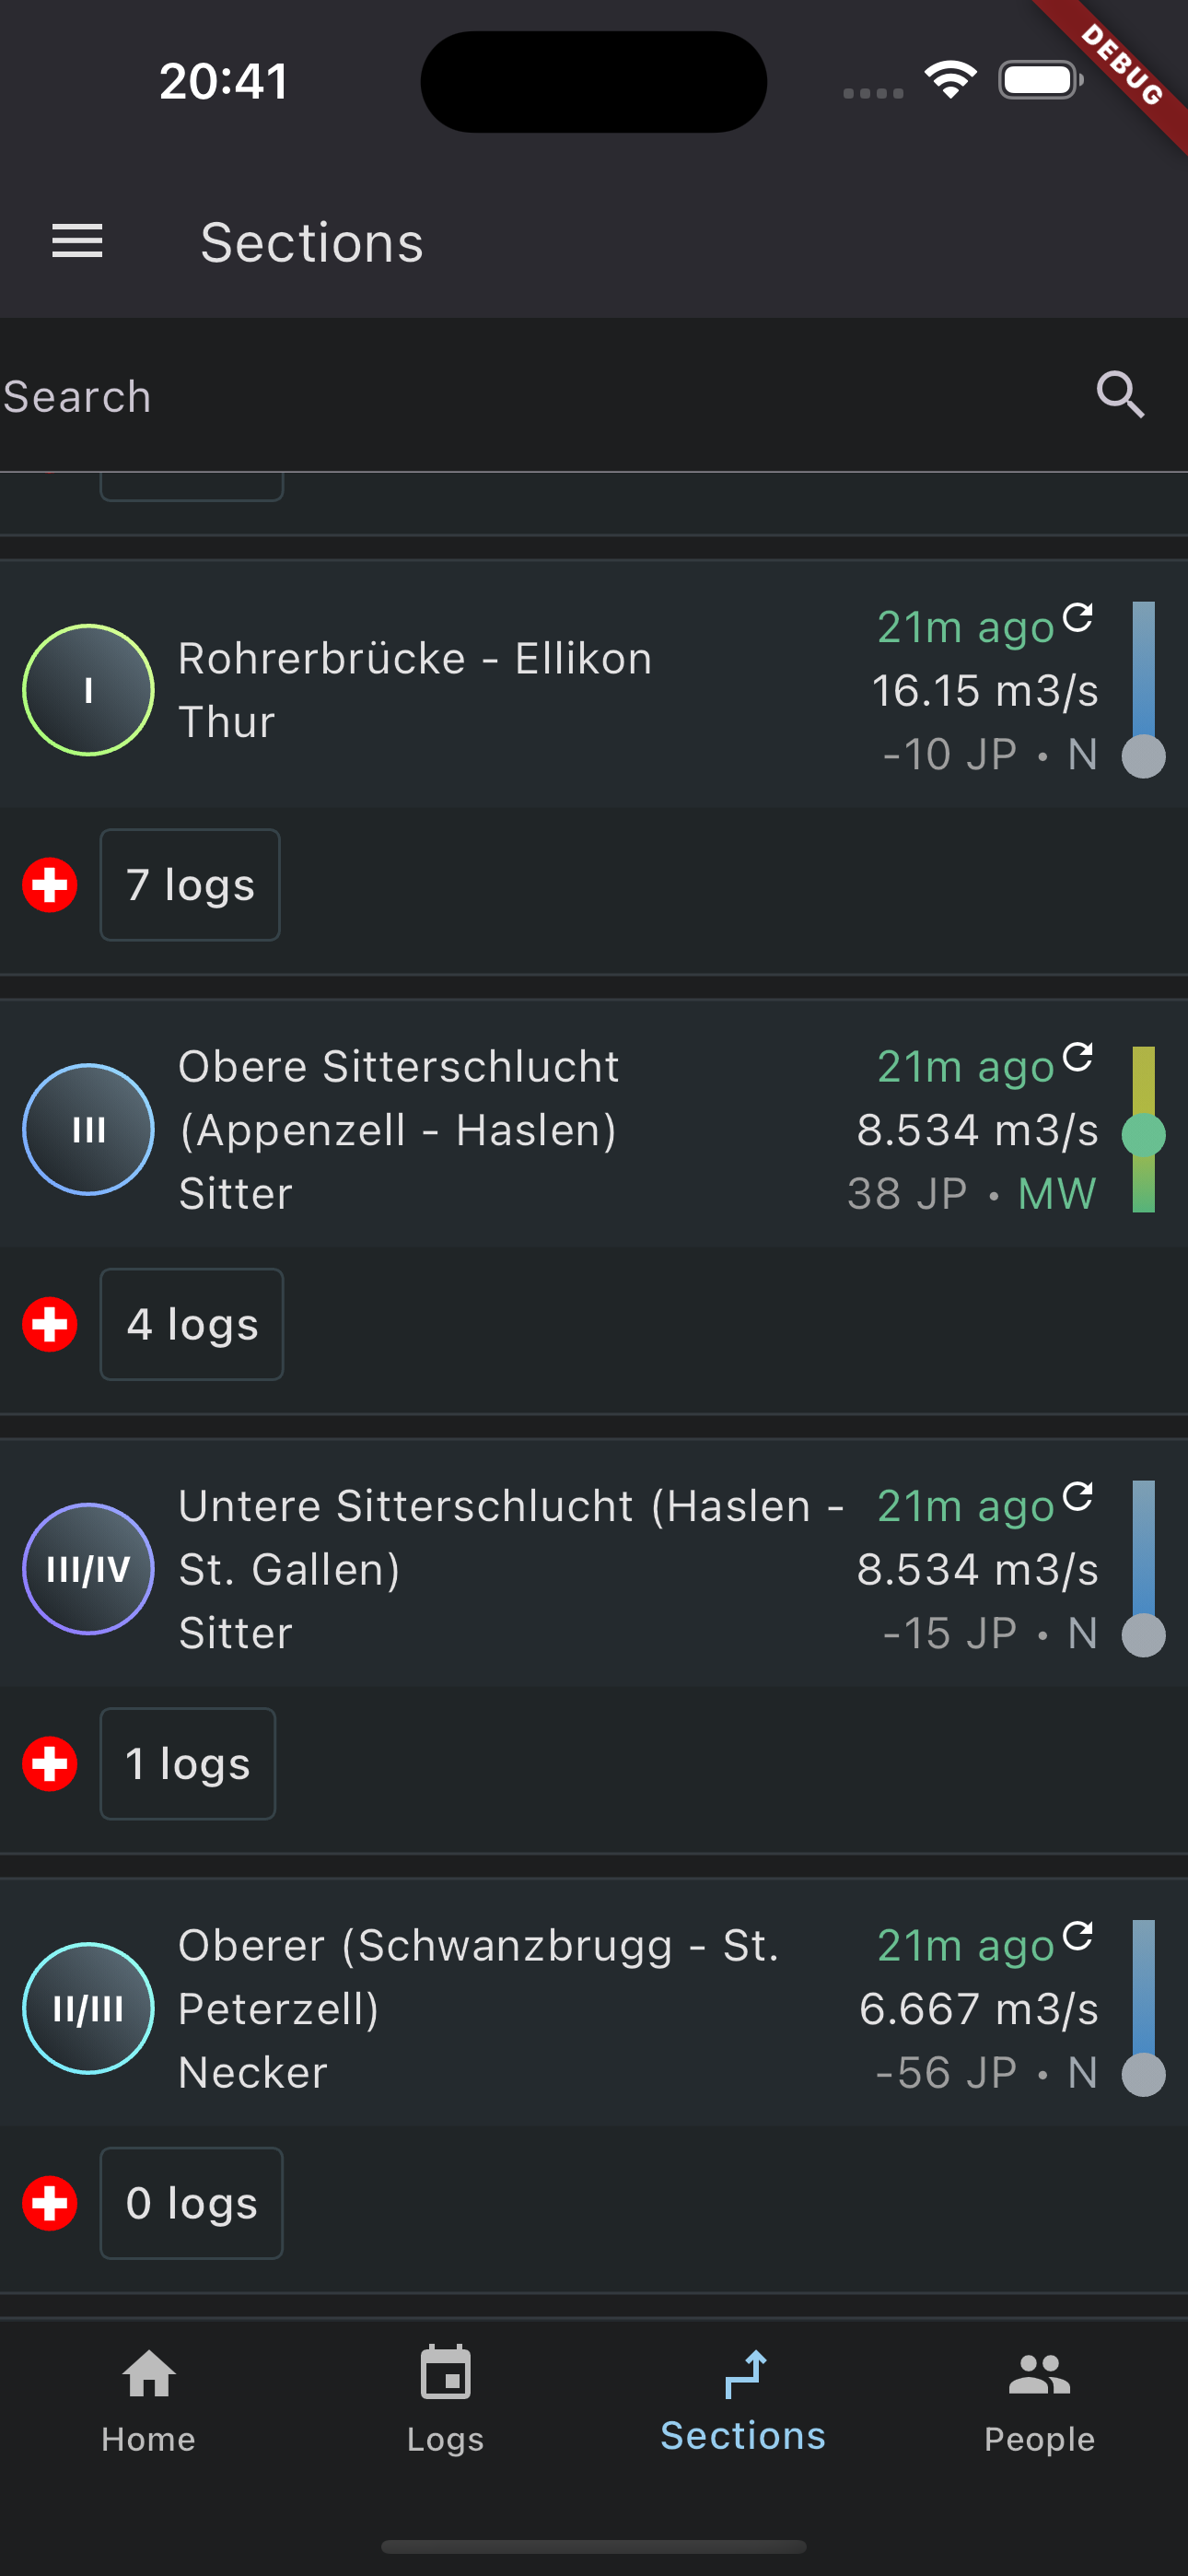 20:41
DEBUG
Sections
Search
Rohrerbrücke - Ellikon
Thur
21m ago
16.15 m3/s
-10 JP • N
I
7 logs
Obere Sitterschlucht
(Appenzell - Haslen)
Sitter
21m ago
8.534 m3/s
38 JP • MW
III
4 logs
Untere Sitterschlucht (Haslen -
St. Gallen)
Sitter
21m ago
8.534 m3/s
-15 JP • N
III/IV
1 logs
Oberer (Schwanzbrugg - St.
Peterzell)
Necker
21m ago
6.667 m3/s
-56 JP • N
II/III
0 logs
Home
Logs
Sections
People